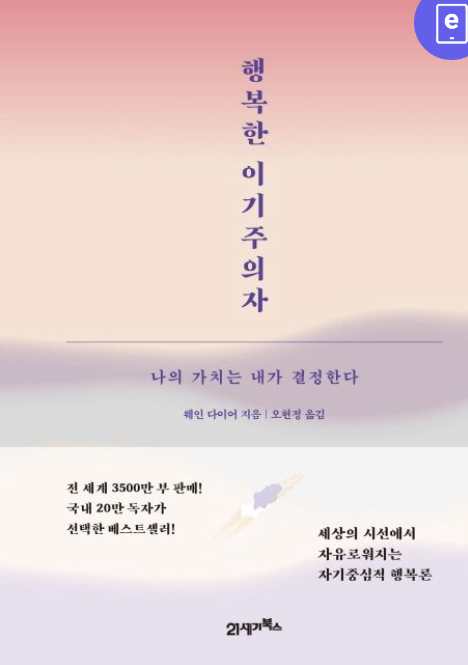 e
행복한 이기주의자
나의 가치는 내가 결정한다
웨인 다이어 지음 | 오현정 옮김
전 세계 3500만 부 판매!
국내 20만 독자가
선택한 베스트셀러!
세상의 시선에서
자유로워지는
자기중심적 행복론
21세기북스